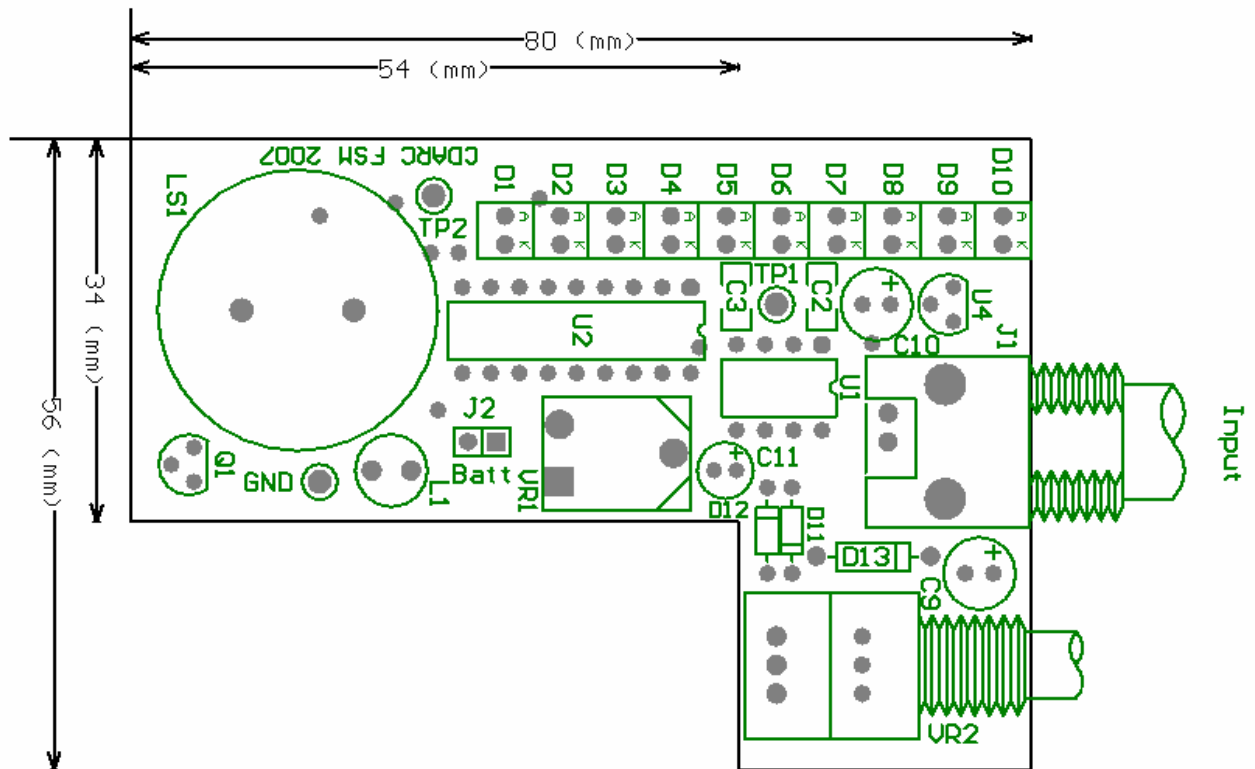 80 (mm)
54 (mm)
CDARC FSM 2007
LS1
TP2
D1
D2
D3
D4
D5
D6
D7
D8
D9
D10
A
A
A
A
A
A
A
A
A
A
K
K
K
K
K
K
K
K
K
K
34 (mm)
56 (mm)
U2
C3
TP1
C2
+
C10
U4
J1
U1
Input
J2
Batt
Q1
GND
L1
VR1
+
C11
D12
D11
D13
+
C9
VR2